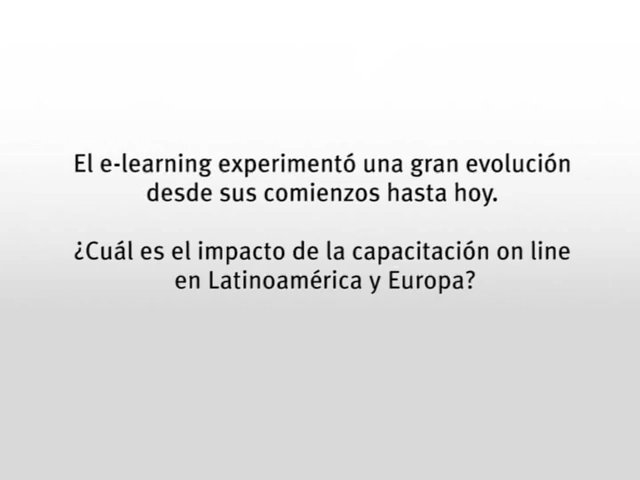 El e-learning experimentó una gran evolución
desde sus comienzos hasta hoy.
¿Cuál es el impacto de la capacitación on line
en Latinoamérica y Europa?